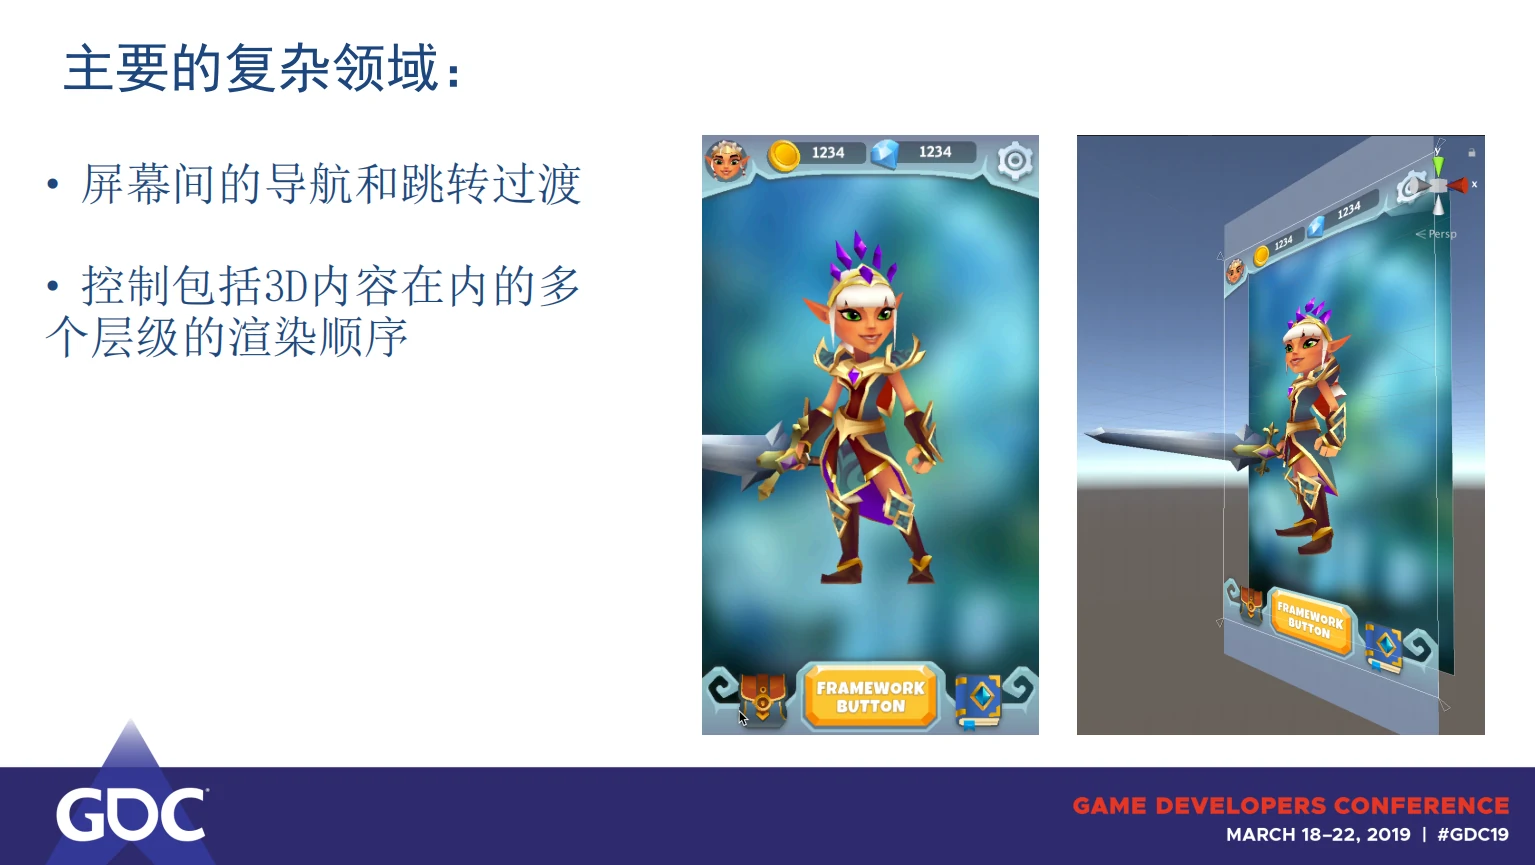 主要的复杂领域：
• 屏幕间的导航和跳转过渡
• 控制包括3D内容在内的多
个层级的渲染顺序
1234
1234
FRAMEWORK
BUTTON
y
x
Persp
1234
1234
FRAMEWORK
BUTTON
GDC
GAME DEVELOPERS CONFERENCE
MARCH 18–22, 2019 | #GDC19